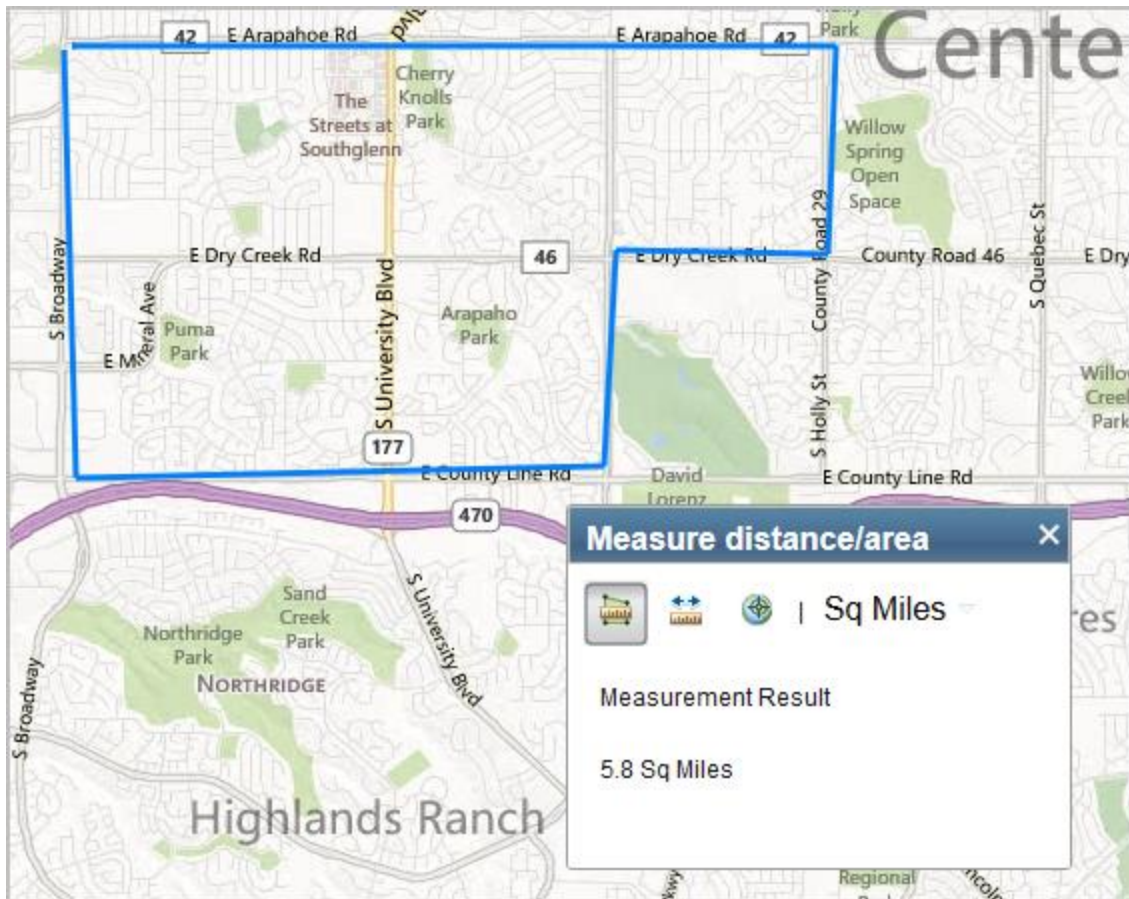 42
E Arapahoe Rd
E Arapahoe Rd
42
Park
Cente
Cherry
Knolls
Park
The
Streets at
Southglenn
Willow
Spring
Open
Space
S Broadway
E Dry Creek Rd
46
E Dry Creek Rd
County Road 29
County Road 46
S Quebec St
E Dry
S University Blvd
Arapaho
Park
Puma
Park
E Mineral Ave
Willow
Creek
Park
S Holly St
177
E County Line Rd
David
Lorenz
E County Line Rd
470
Measure distance/area
×
| Sq Miles
Measurement Result
5.8 Sq Miles
Sand
Creek
Park
Northridge
Park
NORTHRIDGE
S University Blvd
S Broadway
Highlands Ranch
res
Regional